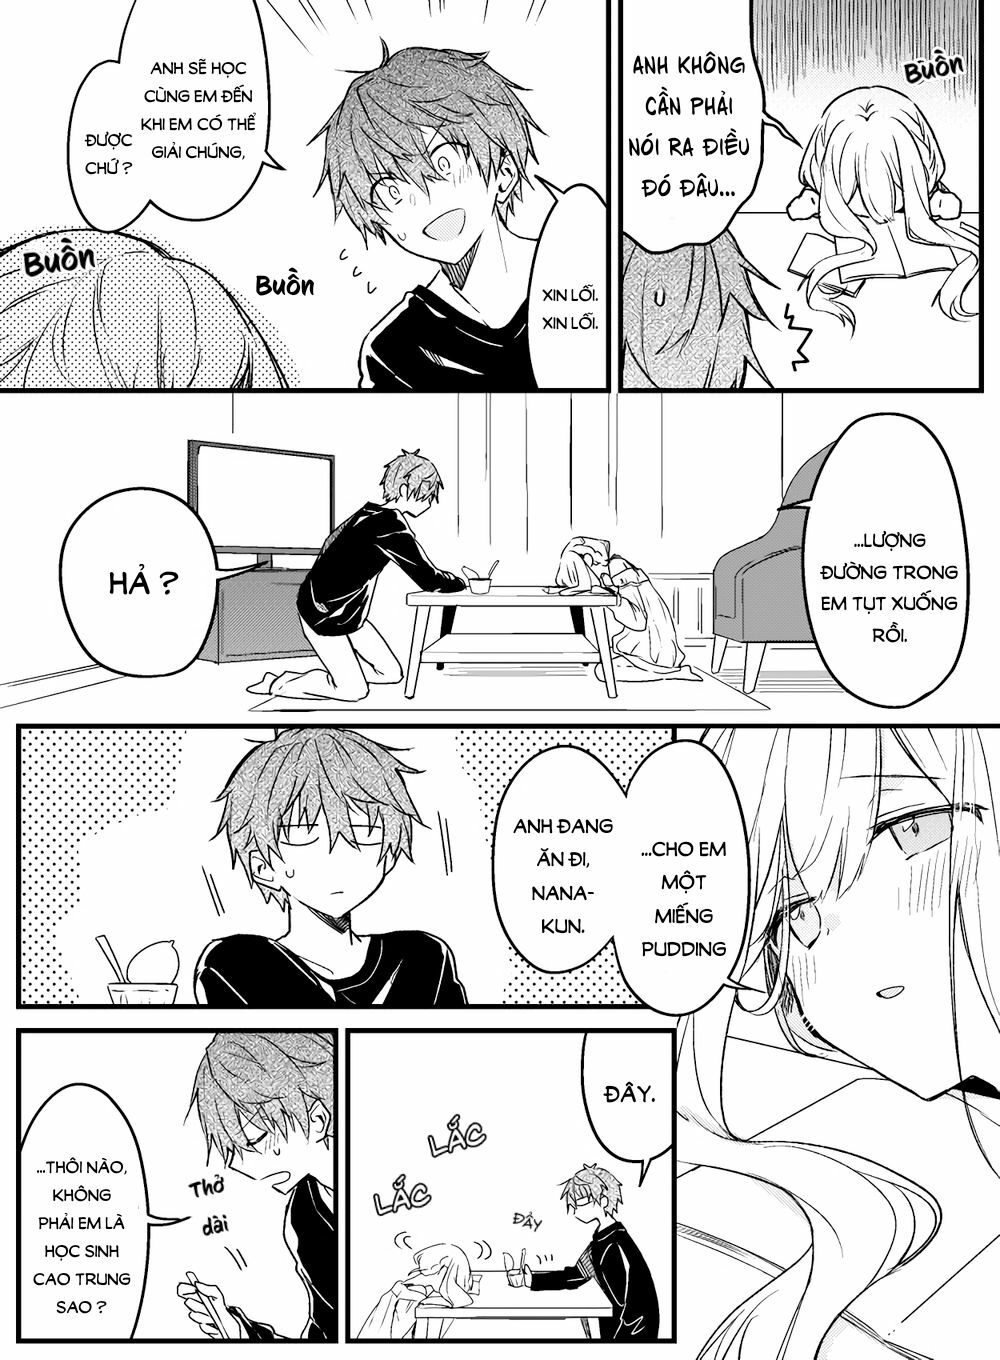 Buồn
ANH KHÔNG
CẦN PHẢI
NÓI RA ĐIỀU
ĐÓ ĐÂU...
XIN LỖI.
XIN LỖI.
ANH SẼ HỌC
CÙNG EM ĐẾN
KHI EM CÓ THỂ
GIẢI CHÚNG,
ĐƯỢC
CHỨ ?
Buồn
Buồn
...LƯỢNG
ĐƯỜNG TRONG
EM TỤT XUỐNG
RỒI.
HẢ ?
...CHO EM
MỘT
MIẾNG
PUDDING
ANH ĐANG
ĂN ĐI,
NANA-
KUN.
ĐÂY.
LẮC
LẮC
ĐẨY
Thở
dài
...THÔI NÀO,
KHÔNG
PHẢI EM LÀ
HỌC SINH
CAO TRUNG
SAO ?